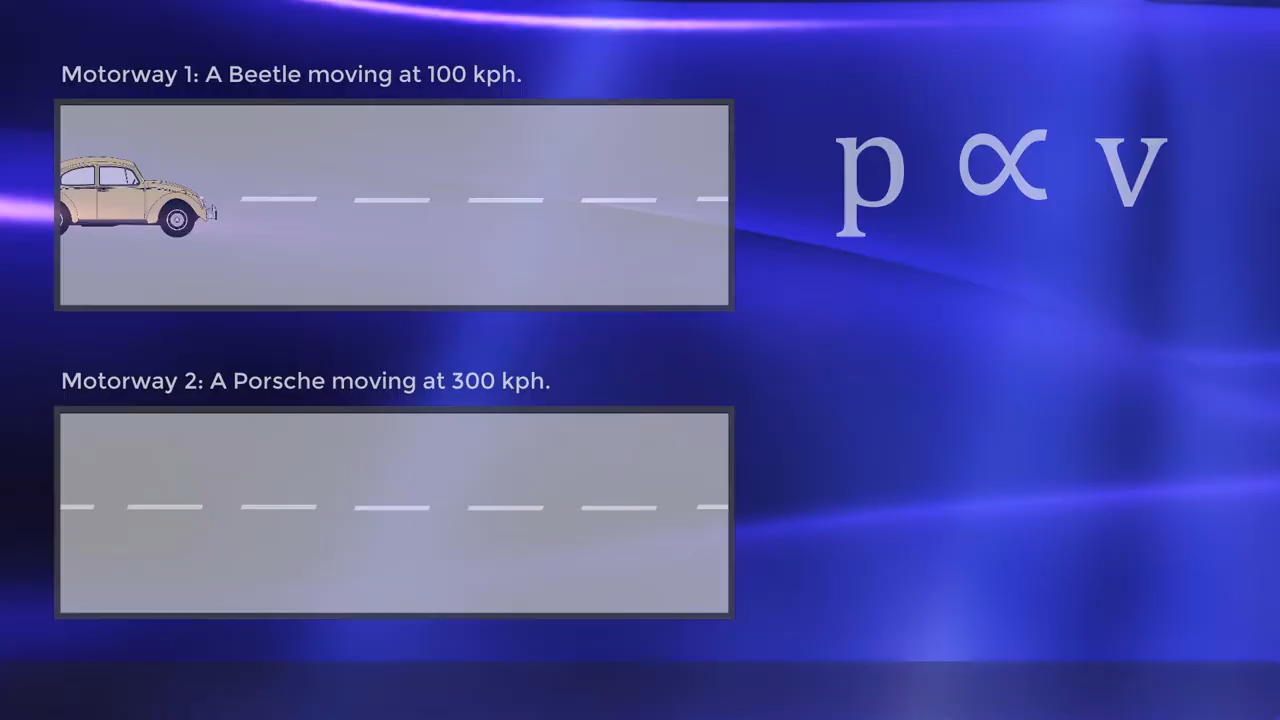 Motorway 1: A Beetle moving at 100 kph.
p ∝ v
Motorway 2: A Porsche moving at 300 kph.